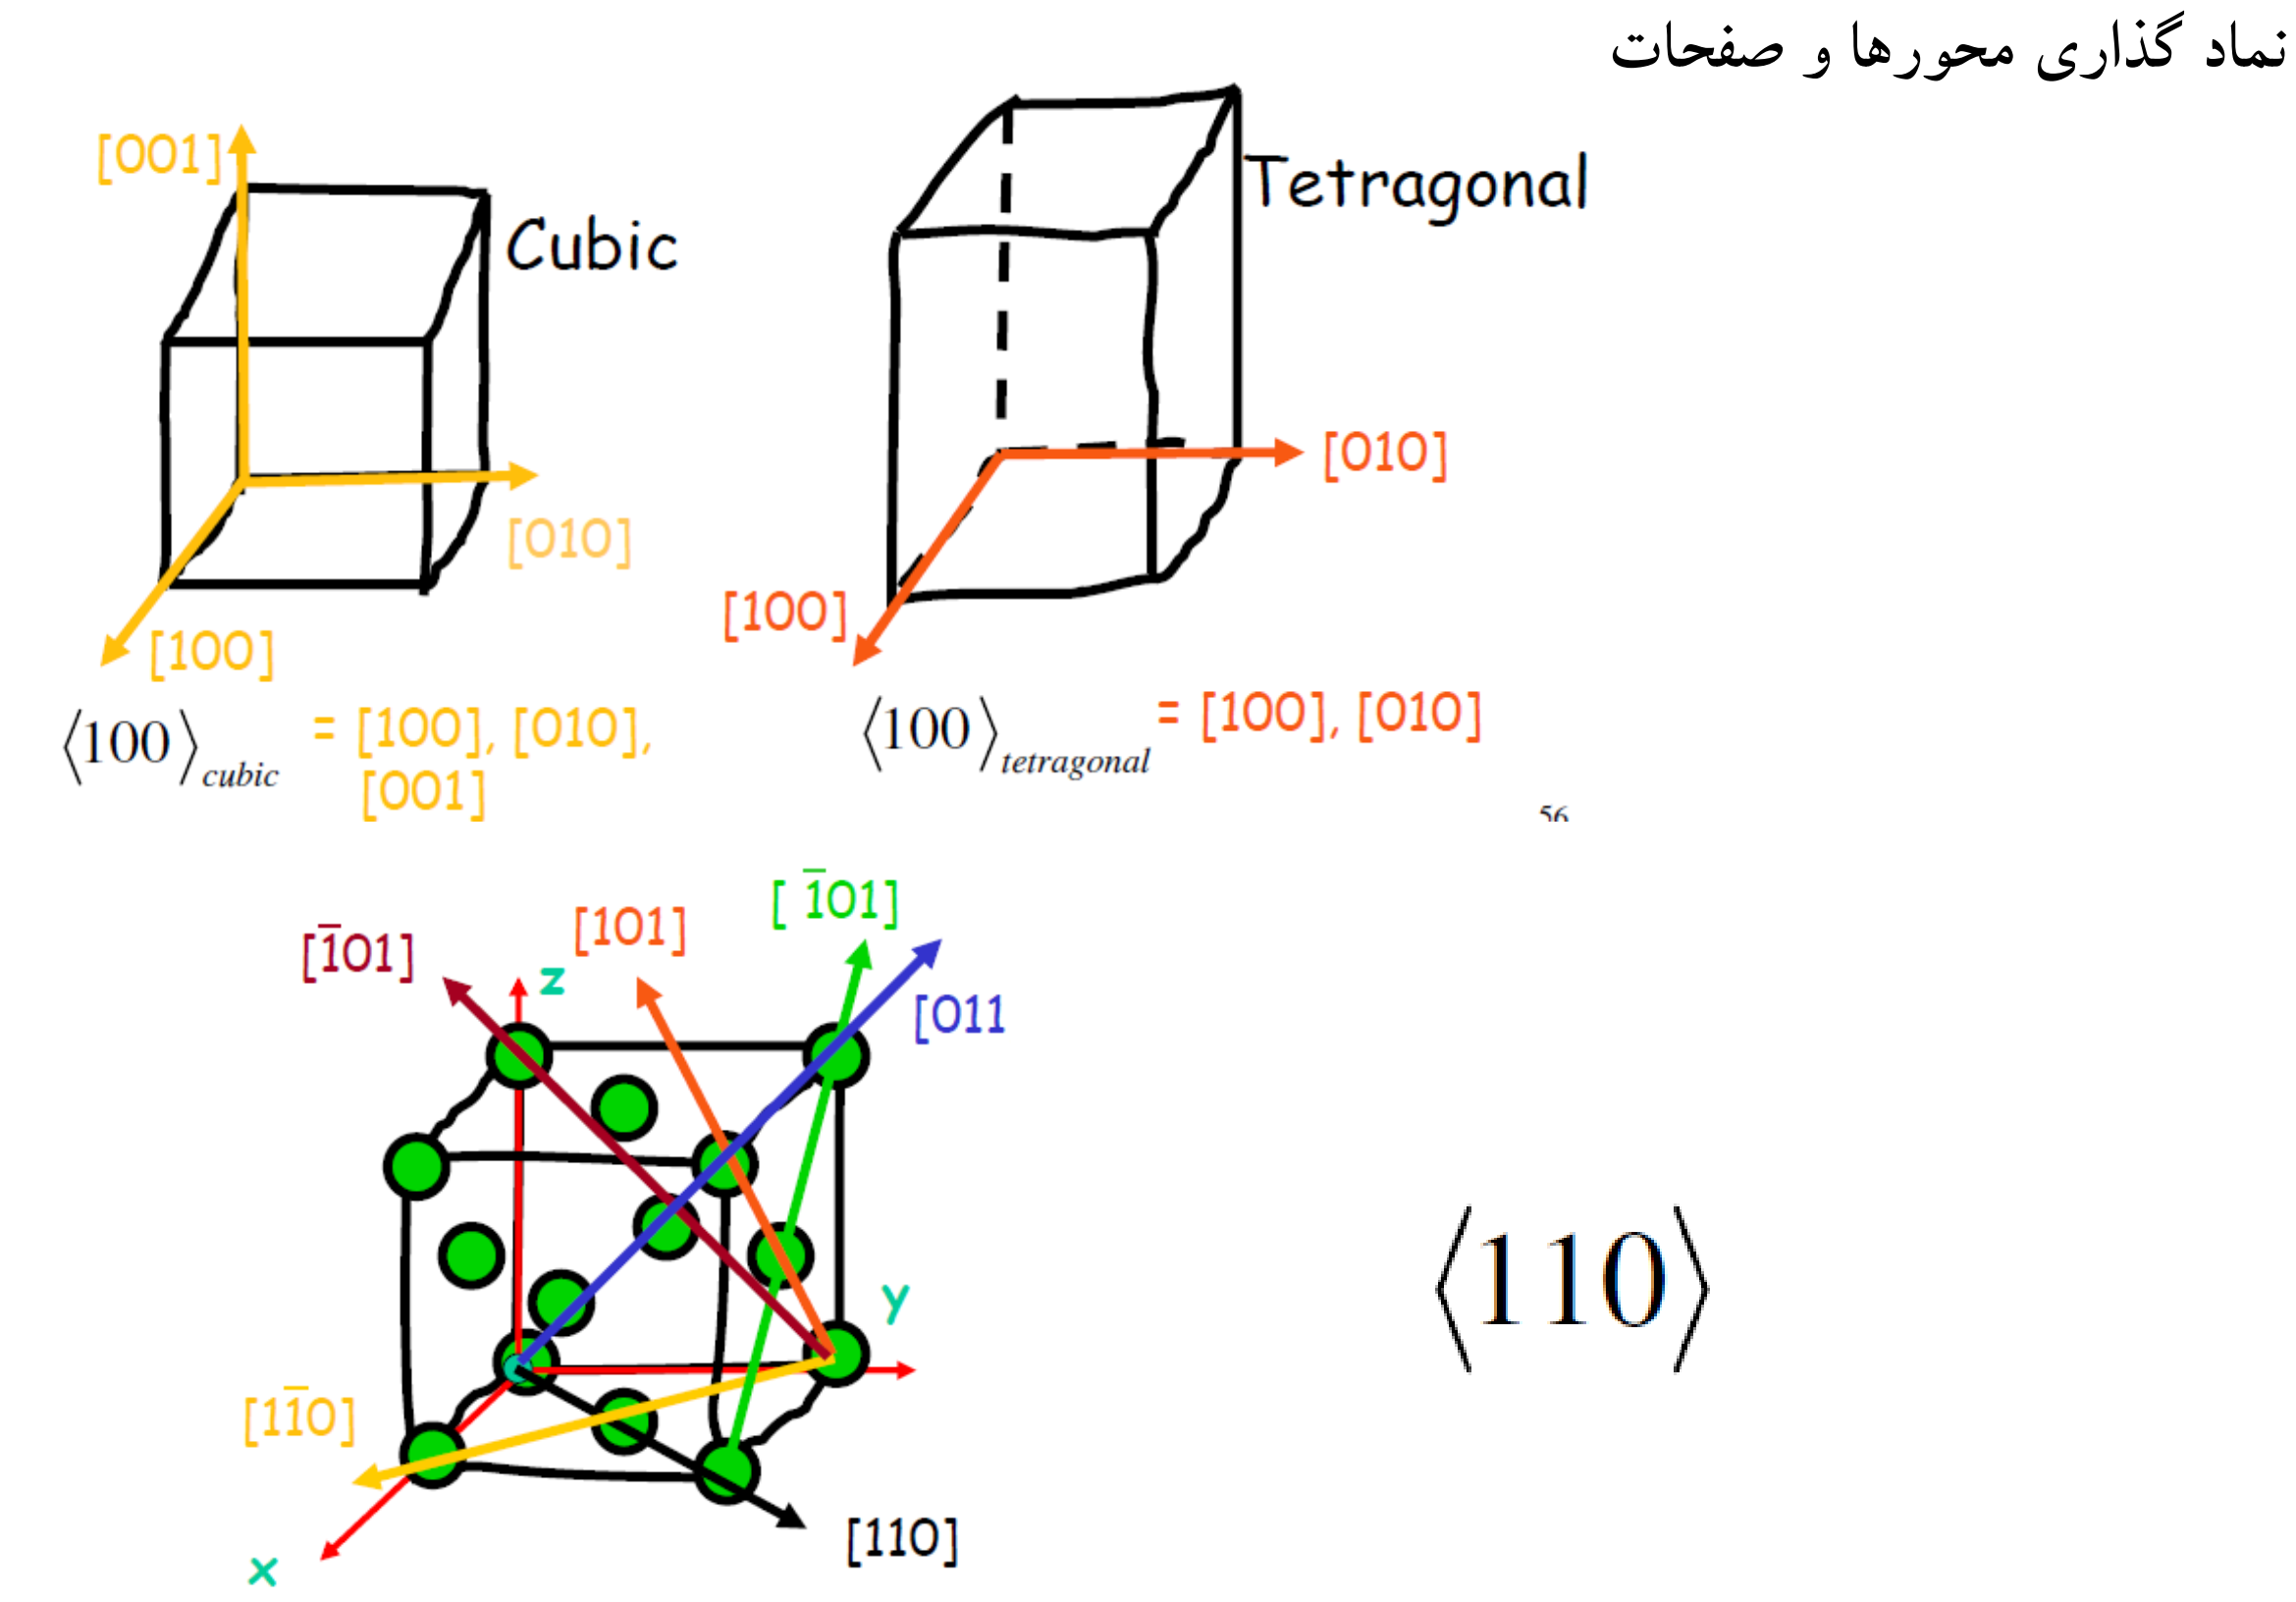 نماد گذاری محورها و صفحات
[001]
Cubic
[010]
[100]
⟨100⟩cubic = [100], [010],
[001]
Tetragonal
[010]
[100]
⟨100⟩tetragonal = [100], [010]
56
[1̅01]
[101]
[ 1̅01]
z
[011
y
[11̅0]
[110]
x
⟨110⟩